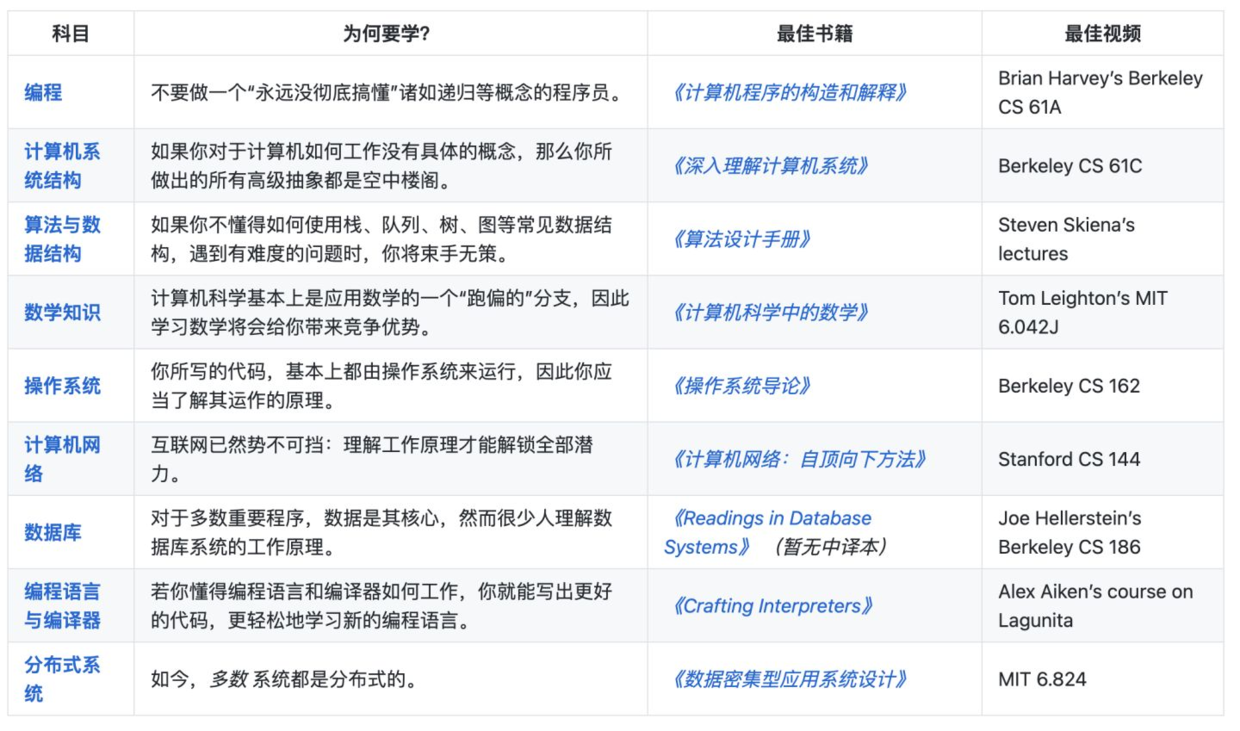 科目 为何要学? 最佳书籍 最佳视频
编程 不要做一个“永远没彻底搞懂”诸如递归等概念的程序员。 《计算机程序的构造和解释》 Brian Harvey’s Berkeley
CS 61A
计算机系
统结构
如果你对于计算机如何工作没有具体的概念，那么你所
做出的所有高级抽象都是空中楼阁。
《深入理解计算机系统》
Berkeley CS 61C
算法与数
据结构
如果你不懂得如何使用栈、队列、树、图等常见数据结
构，遇到有难度的问题时，你将束手无策。
《算法设计手册》
Steven Skiena’s
lectures
数学知识
计算机科学基本上是应用数学的一个“跑偏的”分支，因此
学习数学将会给你带来竞争优势。
《计算机科学中的数学》
Tom Leighton’s MIT
6.042J
操作系统
你所写的代码，基本上都由操作系统来运行，因此你应
当了解其运作的原理。
《操作系统导论》
Berkeley CS 162
计算机网
络
互联网已然势不可挡：理解工作原理才能解锁全部潜
力。
《计算机网络：自顶向下方法》
Stanford CS 144
数据库
对于多数重要程序，数据是其核心，然而很少人理解数
据库系统的工作原理。
《Readings in Database
Systems》 （暂无中译本）
Joe Hellerstein’s
Berkeley CS 186
编程语言
与编译器
若你懂得编程语言和编译器如何工作，你就能写出更好
的代码，更轻松地学习新的编程语言。
《Crafting Interpreters》
Alex Aiken’s course on
Lagunita
分布式系
统
如今，多数 系统都是分布式的。
《数据密集型应用系统设计》
MIT 6.824